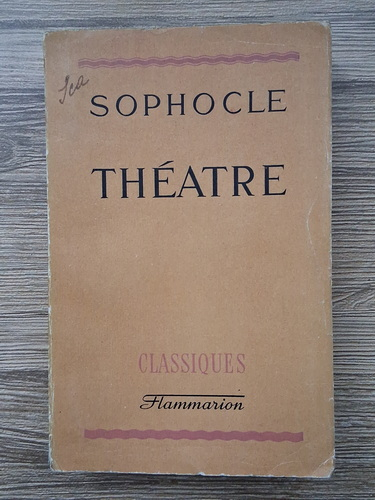 SOPHOCLE
THÉATRE
CLASSIQUES
Flammarion